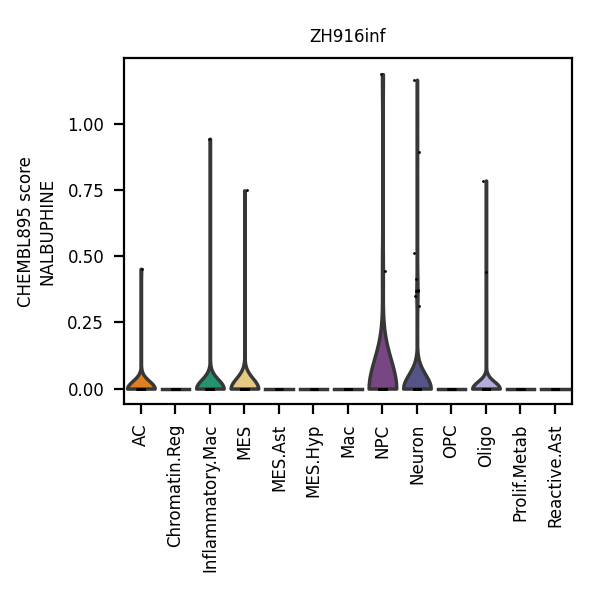 ZH916inf
CHEMBL895 score
NALBUPHINE
1.00
0.75
0.50
0.25
0.00
AC
Chromatin.Reg
Inflammatory.Mac
MES
MES.Ast
MES.Hyp
Mac
NPC
Neuron
OPC
Oligo
Prolif.Metab
Reactive.Ast